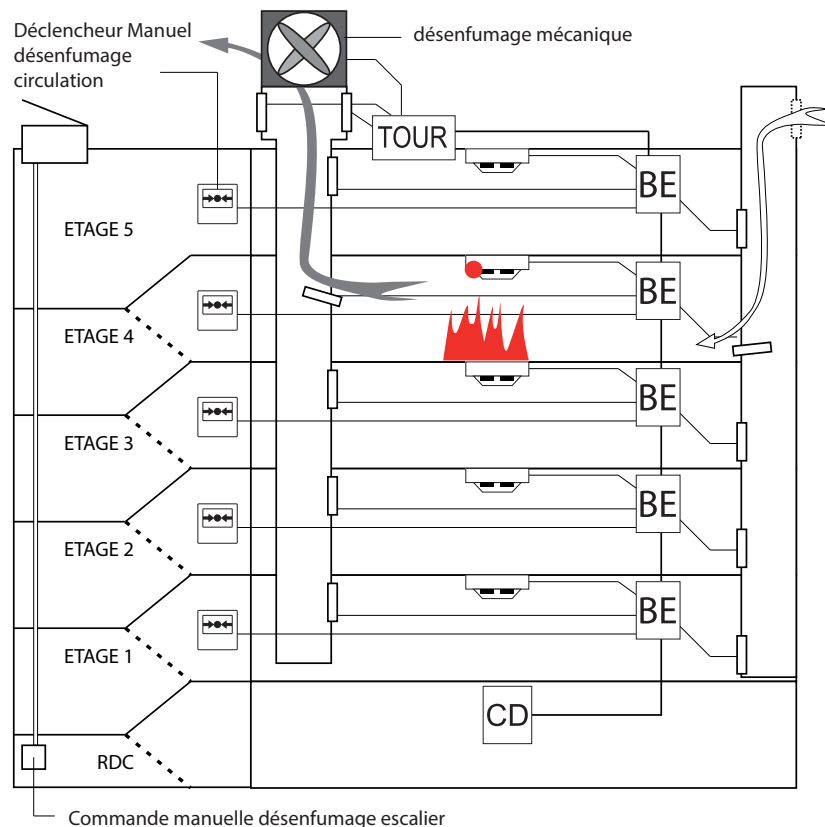 Déclencheur Manuel
désenfumage
circulation
désenfumage mécanique
TOUR
BE
ETAGE 5
BE
ETAGE 4
BE
ETAGE 3
BE
ETAGE 2
BE
ETAGE 1
CD
RDC
Commande manuelle désenfumage escalier